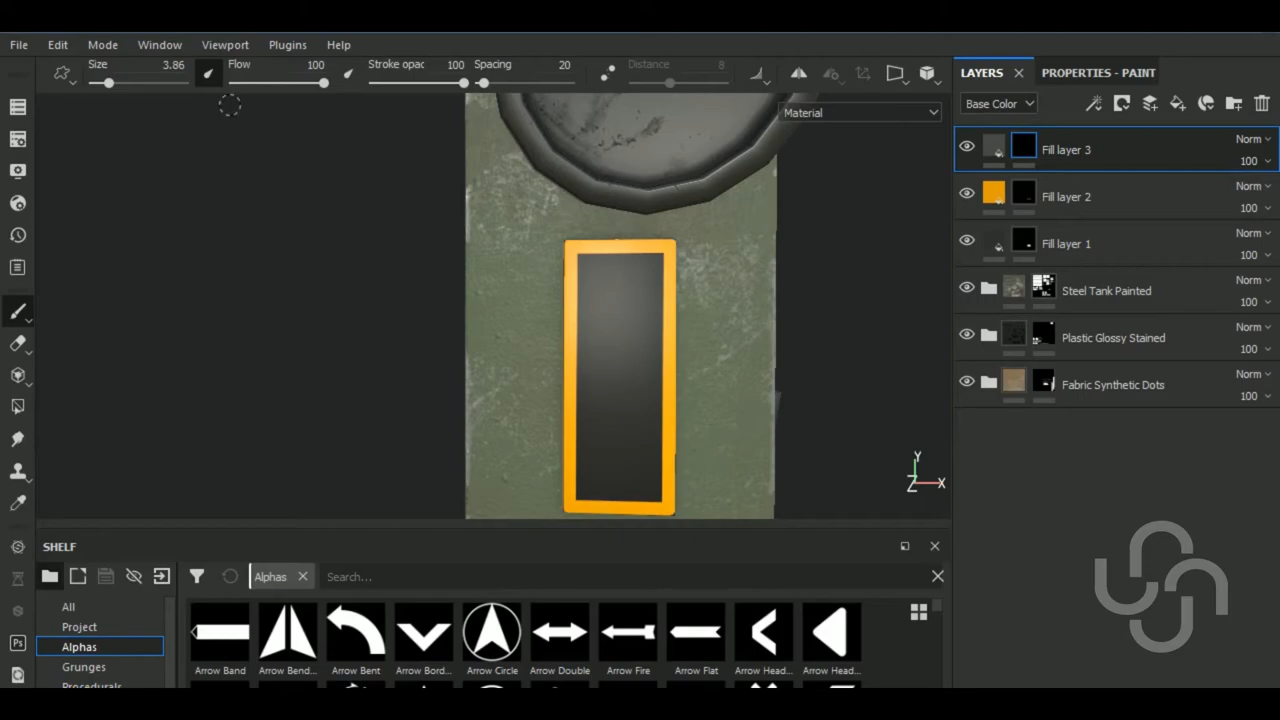 File Edit Mode Window Viewport Plugins Help
Size 3.86 Flow 100 Stroke opac 100 Spacing 20 Distance 8
LAYERS PROPERTIES - PAINT
Base Color
Material
Norm
Fill layer 3
100
Norm
Fill layer 2
100
Norm
Fill layer 1
100
Norm
Steel Tank Painted
100
Norm
Plastic Glossy Stained
100
Norm
Fabric Synthetic Dots
100
Y
Z X
SHELF
Alphas Search...
All
Project
Alphas
Grunges
Procedurals
Ps
Arrow Band Arrow Bend... Arrow Bent Arrow Bord... Arrow Circle Arrow Double Arrow Fire Arrow Flat Arrow Head... Arrow Head...